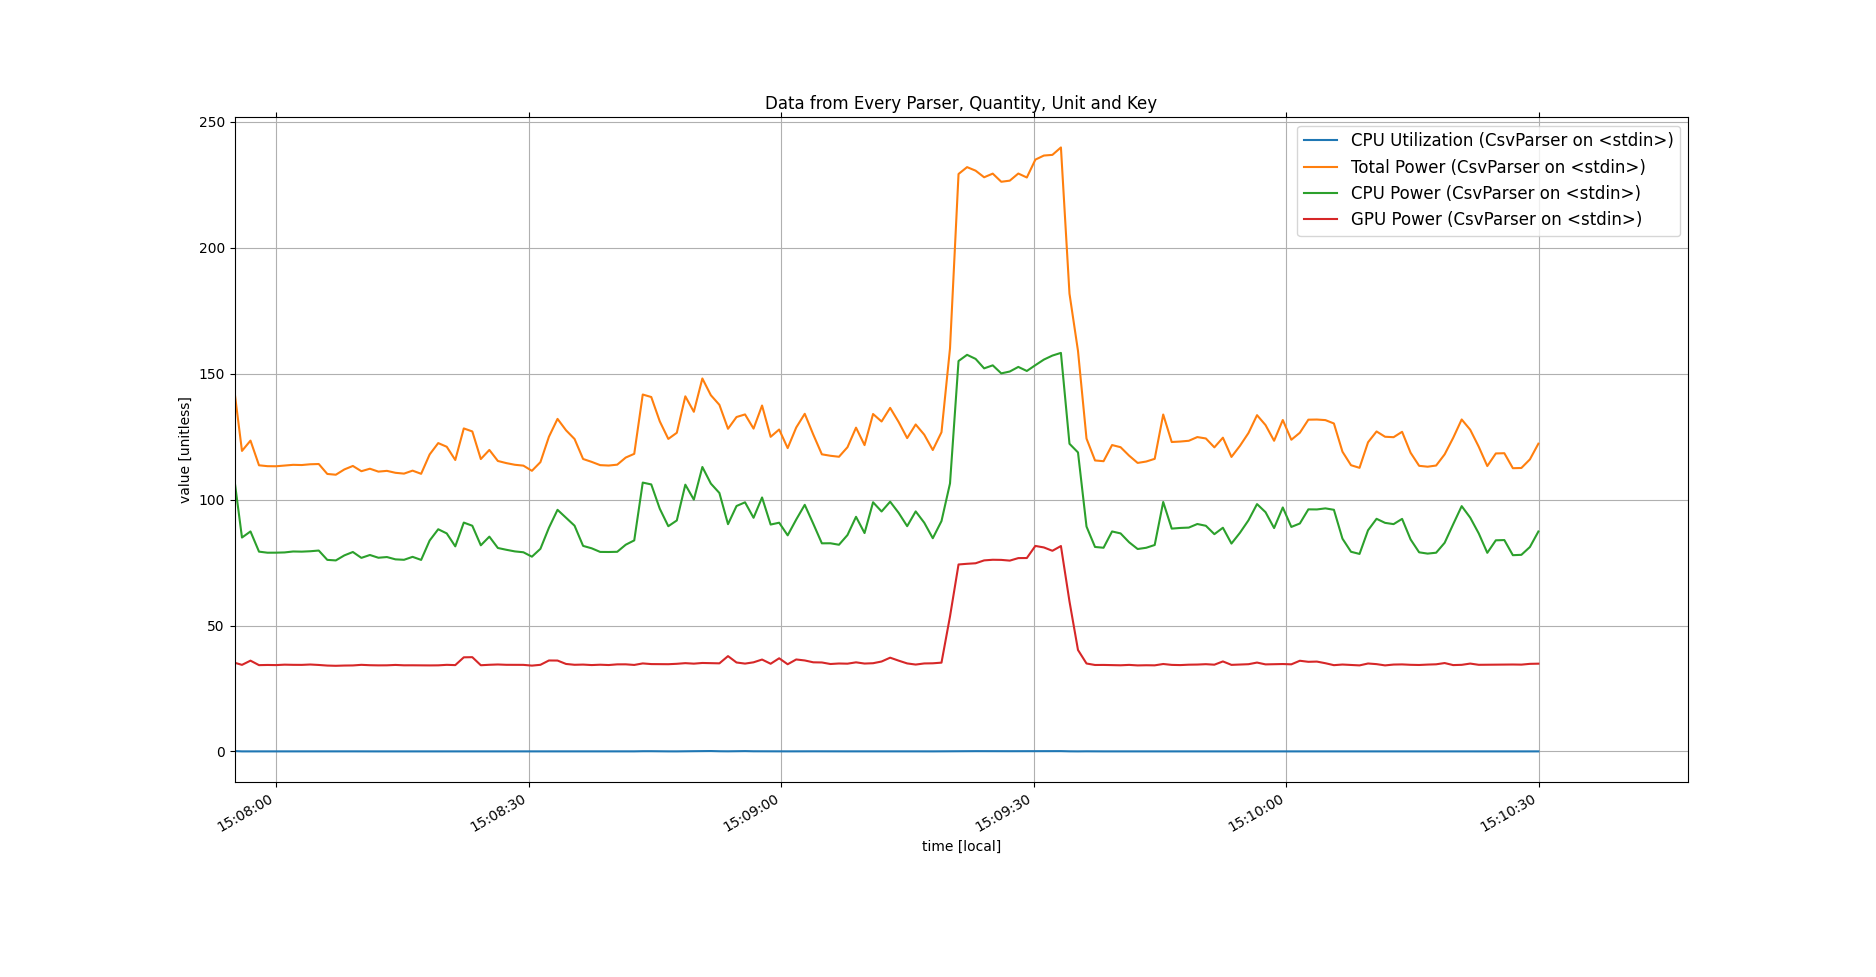 Data from Every Parser, Quantity, Unit and Key
CPU Utilization (CsvParser on <stdin>)
Total Power (CsvParser on <stdin>)
CPU Power (CsvParser on <stdin>)
GPU Power (CsvParser on <stdin>)
250
200
150
100
50
0
value [unitless]
15:08:00
15:08:30
15:09:00
15:09:30
15:10:00
15:10:30
time [local]